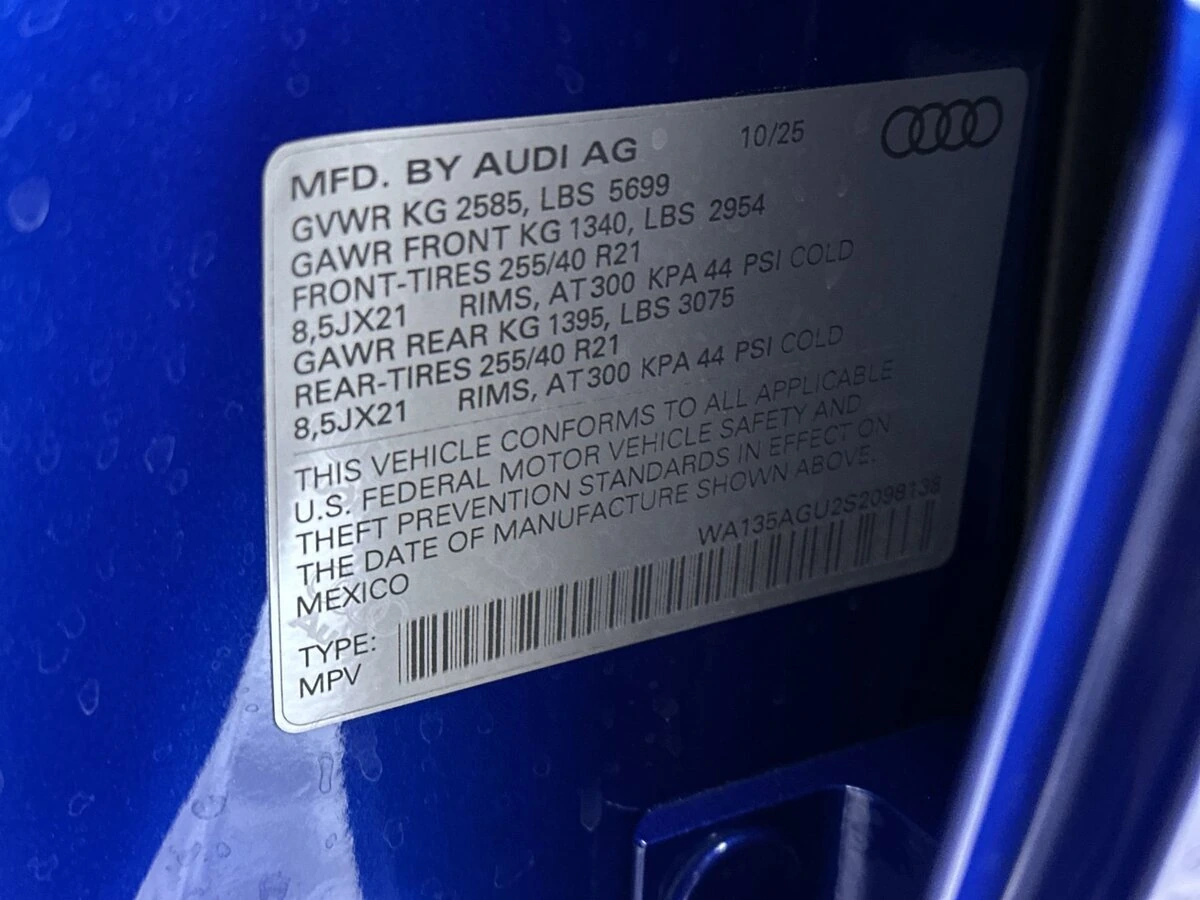 MFD. BY AUDI AG 10/25
GVWR KG 2585, LBS 5699
GAWR FRONT KG 1340, LBS 2954
FRONT-TIRES 255/40 R21
8,5JX21 RIMS, AT 300 KPA 44 PSI COLD
GAWR REAR KG 1395, LBS 3075
REAR-TIRES 255/40 R21
8,5JX21 RIMS, AT 300 KPA 44 PSI COLD
THIS VEHICLE CONFORMS TO ALL APPLICABLE
U.S. FEDERAL MOTOR VEHICLE SAFETY AND
THEFT PREVENTION STANDARDS IN EFFECT ON
THE DATE OF MANUFACTURE SHOWN ABOVE.
MEXICO WA135AGU2S2098138
TYPE:
MPV